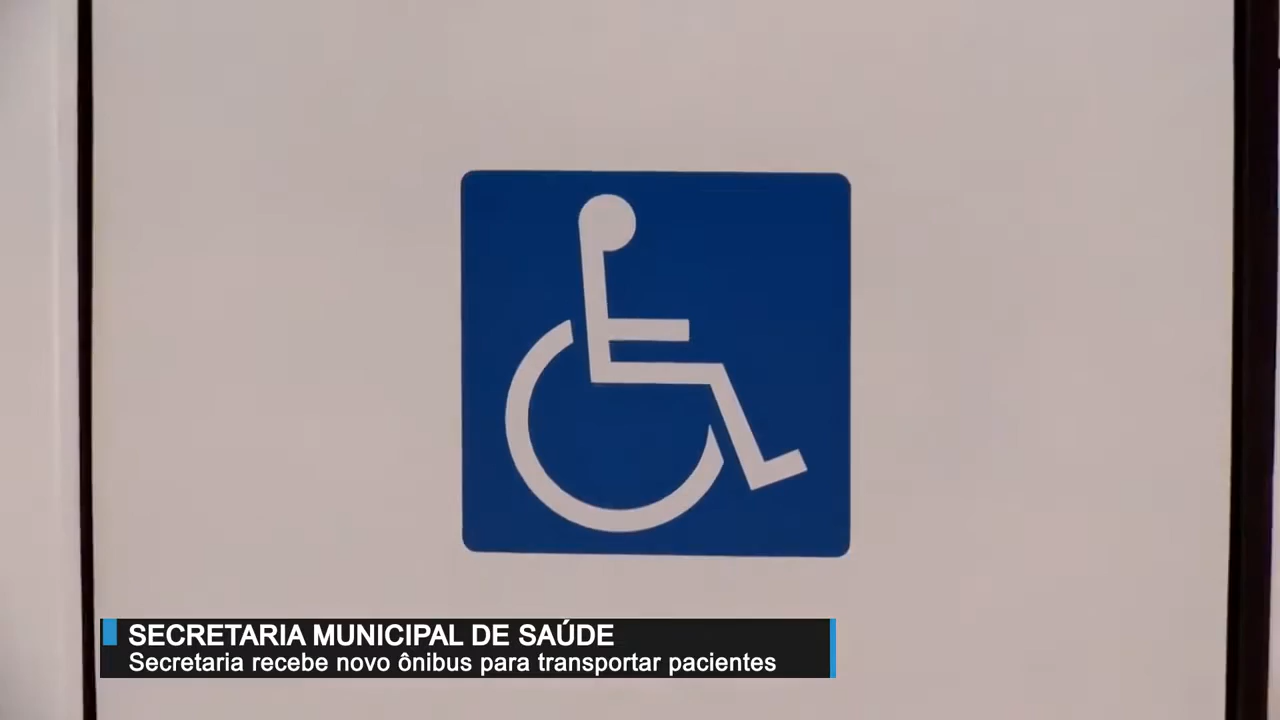 SECRETARIA MUNICIPAL DE SAÚDE
Secretaria recebe novo ônibus para transportar pacientes